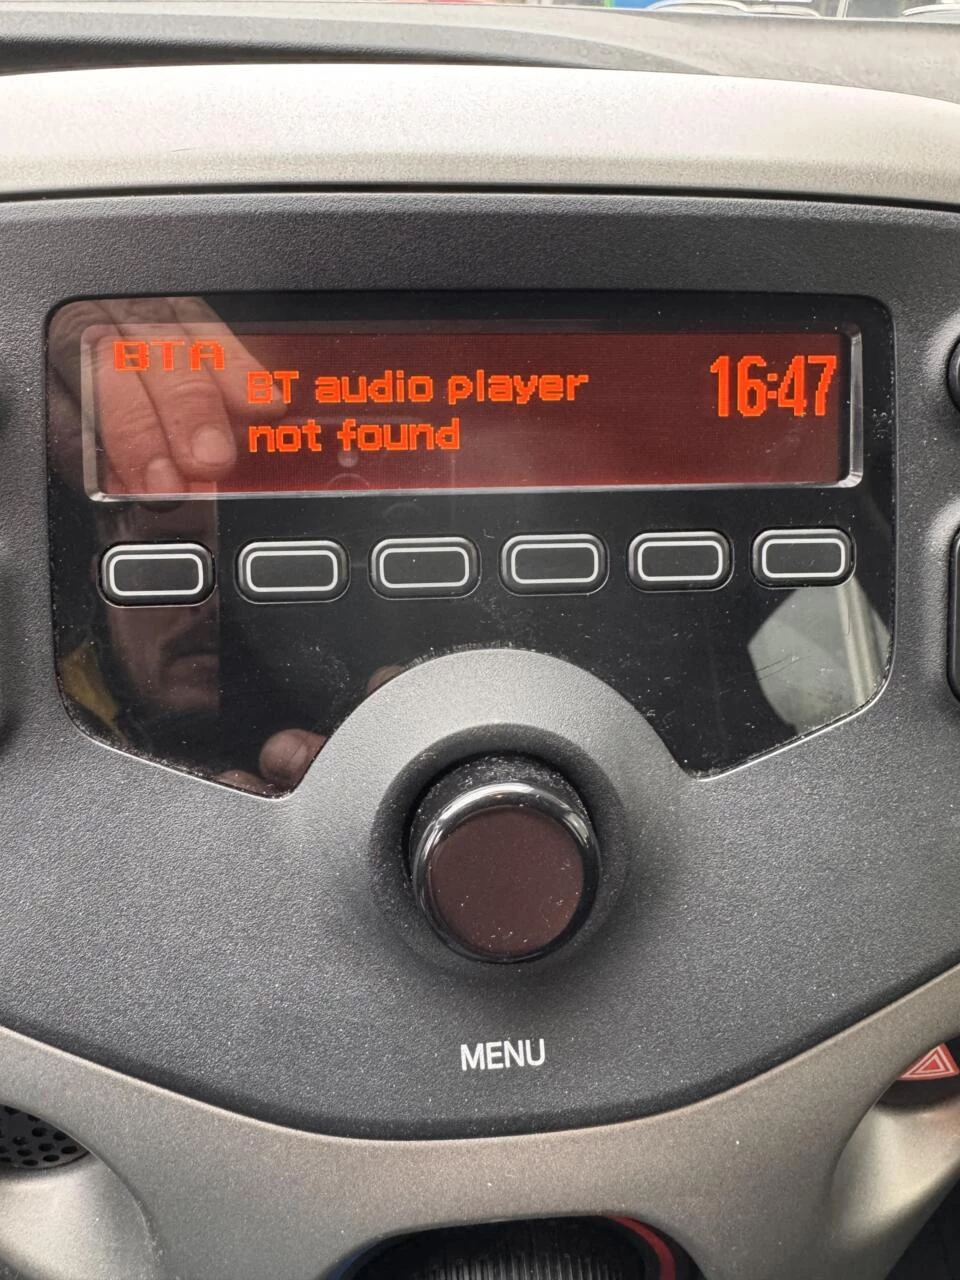 BTA
BT audio player
not found
16:47
MENU